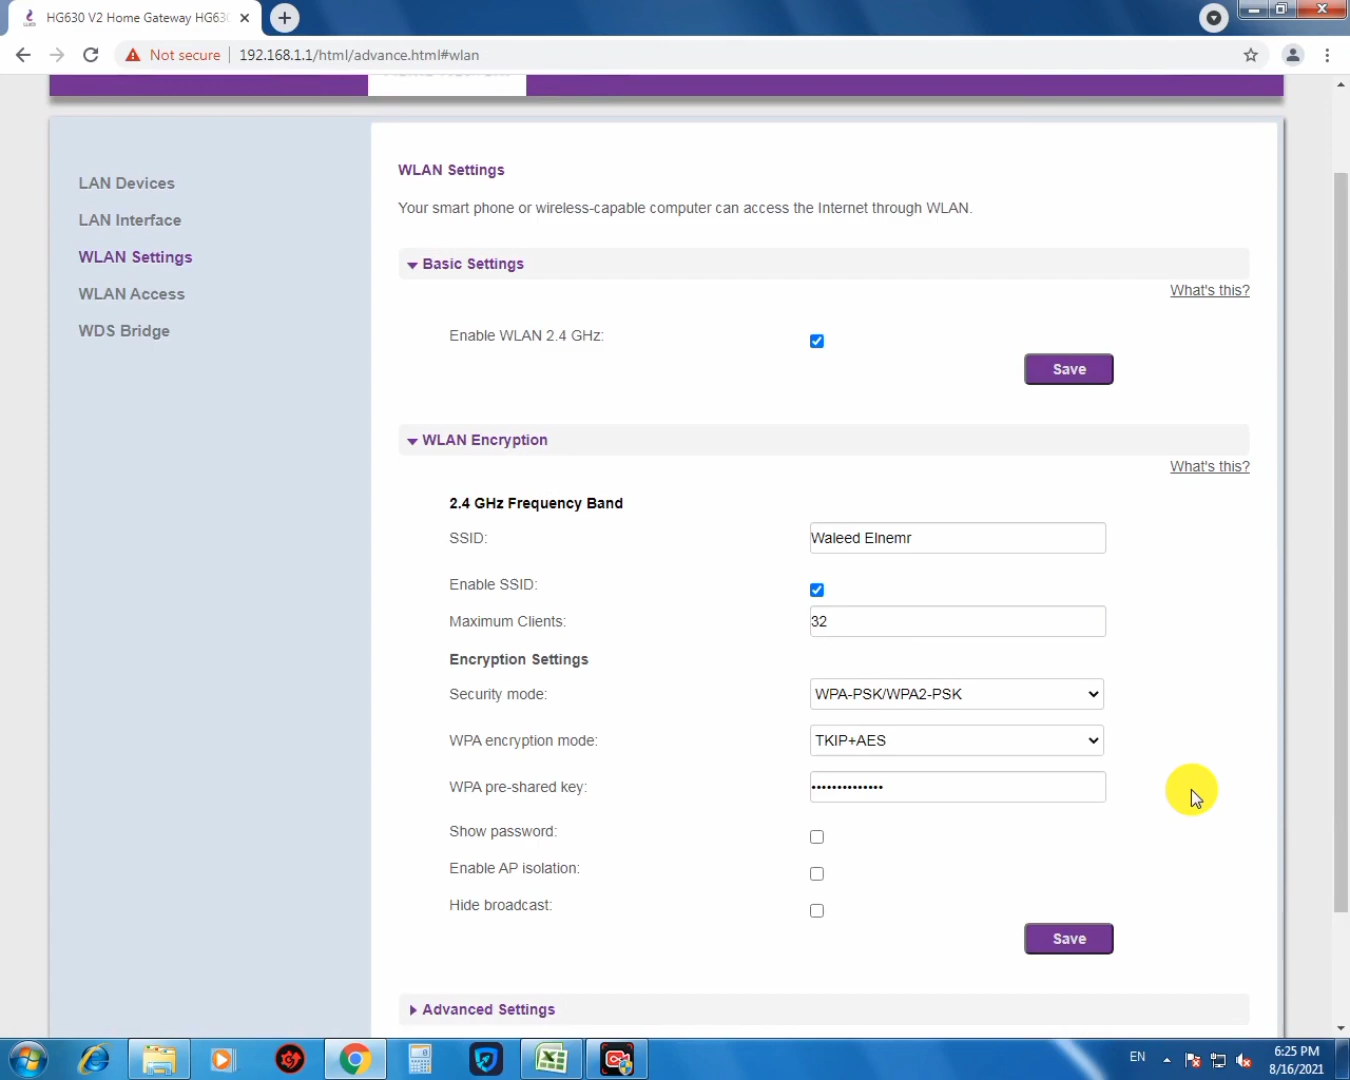 HG630 V2 Home Gateway HG630
Not secure
192.168.1.1/html/advance.html#wlan
LAN Devices
LAN Interface
WLAN Settings
WLAN Access
WDS Bridge
WLAN Settings
Your smart phone or wireless-capable computer can access the Internet through WLAN.
Basic Settings
What's this?
Enable WLAN 2.4 GHz:
Save
WLAN Encryption
What's this?
2.4 GHz Frequency Band
SSID: Waleed Elnemr
Enable SSID:
Maximum Clients: 32
Encryption Settings
Security mode: WPA-PSK/WPA2-PSK
WPA encryption mode: TKIP+AES
WPA pre-shared key: ••••••••••••••
Show password:
Enable AP isolation:
Hide broadcast:
Save
Advanced Settings
EN
6:25 PM
8/16/2021